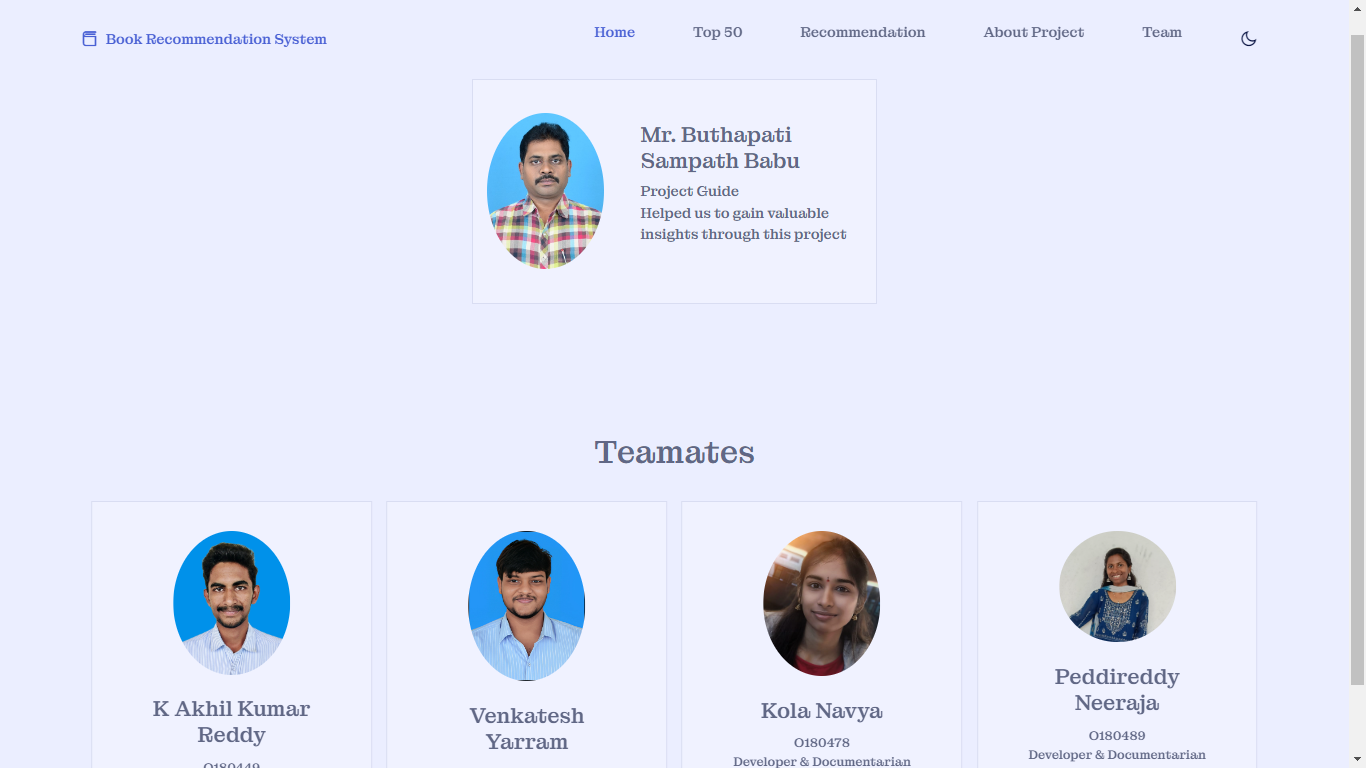 Book Recommendation System
Home
Top 50
Recommendation
About Project
Team
Mr. Buthapati
Sampath Babu
Project Guide
Helped us to gain valuable
insights through this project
Teamates
K Akhil Kumar
Reddy
O180449
Venkatesh
Yarram
Kola Navya
O180478
Developer & Documentarian
Peddireddy
Neeraja
O180489
Developer & Documentarian